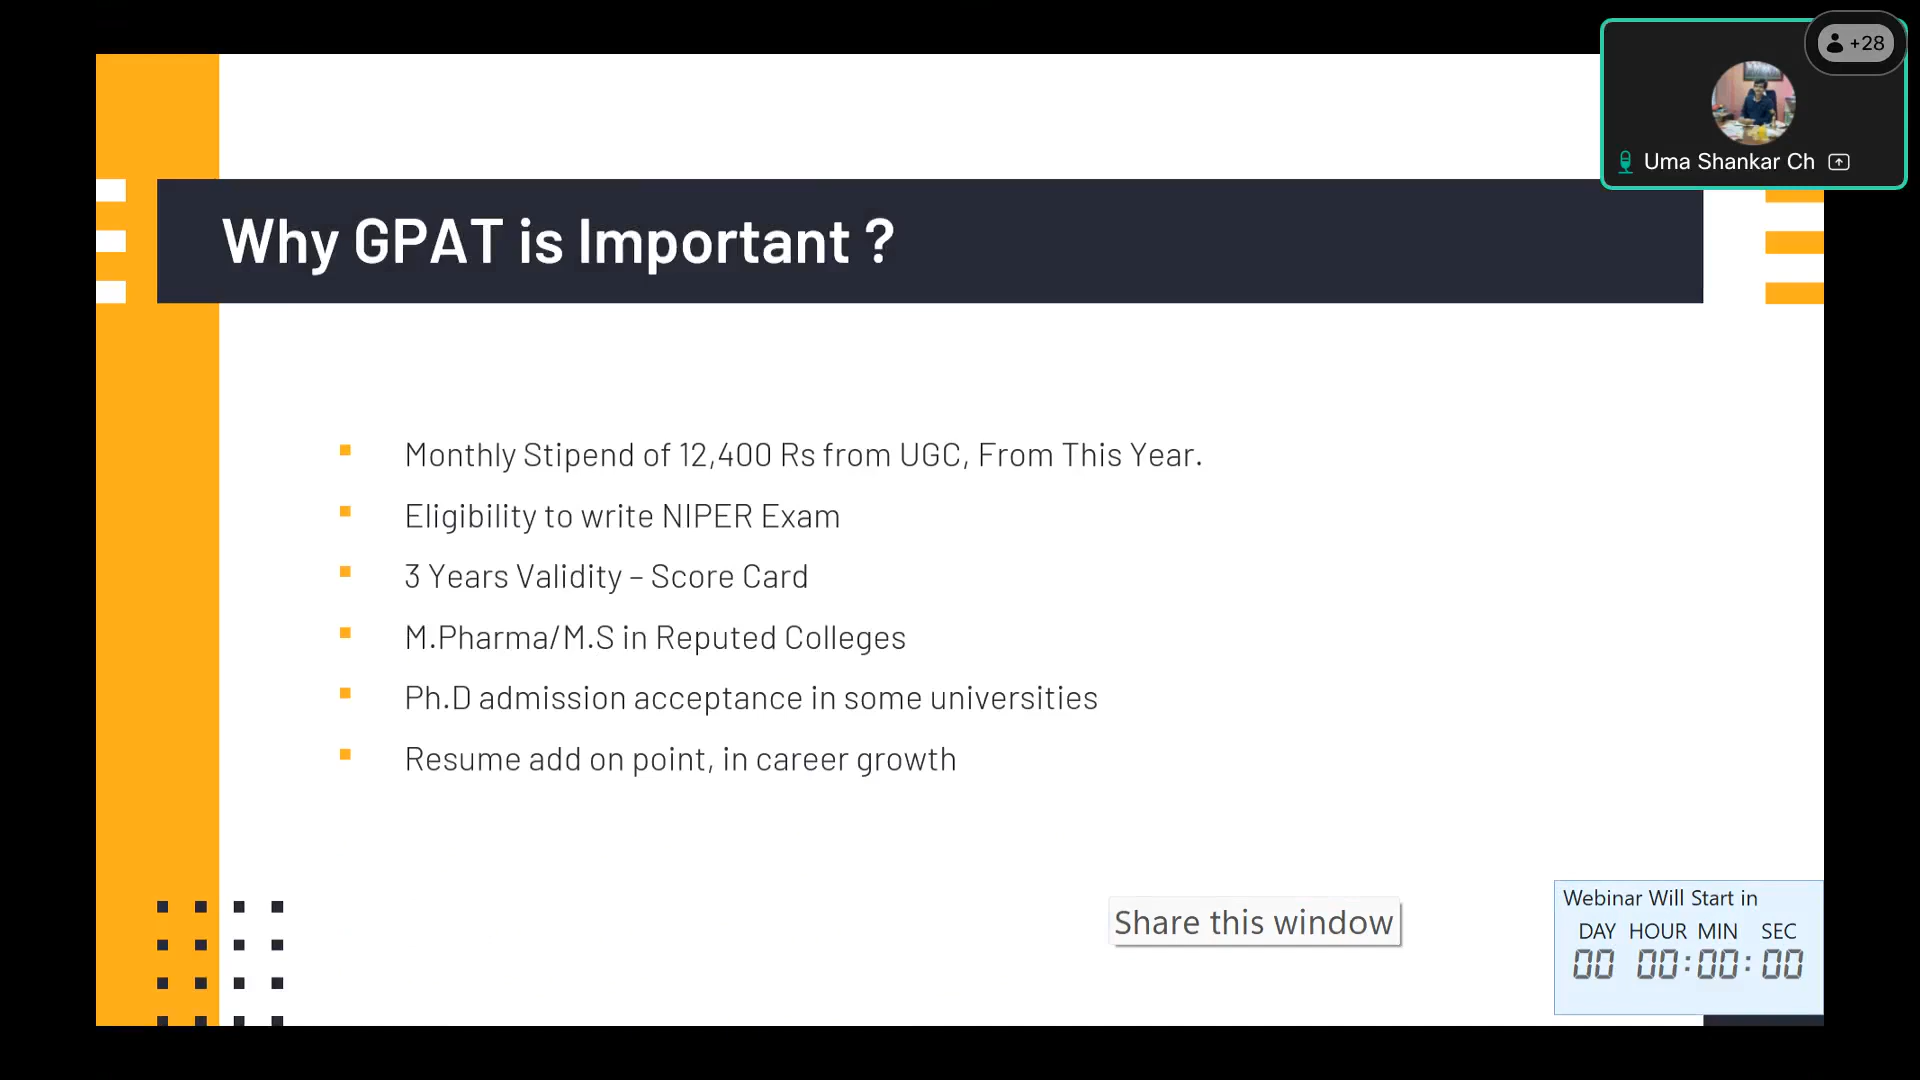 +28
Uma Shankar Ch
Why GPAT is Important ?
Monthly Stipend of 12,400 Rs from UGC, From This Year.
Eligibility to write NIPER Exam
3 Years Validity – Score Card
M.Pharma/M.S in Reputed Colleges
Ph.D admission acceptance in some universities
Resume add on point, in career growth
Share this window
Webinar Will Start in
DAY HOUR MIN SEC
00 00:00:00